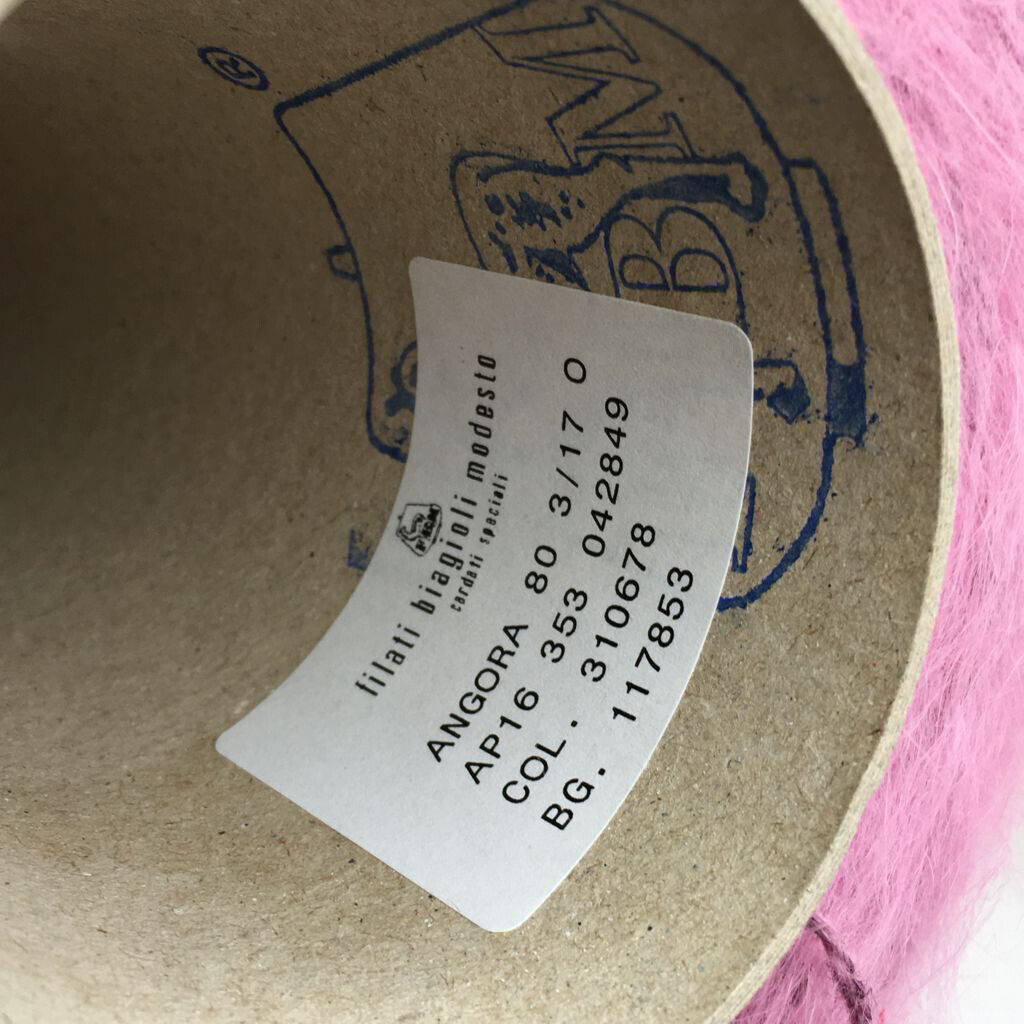 ®
M
B
filati biagioli modesto
cardati speciali
ANGORA 80 3/17 O
AP16 353 042849
COL. 310678
BG. 117853